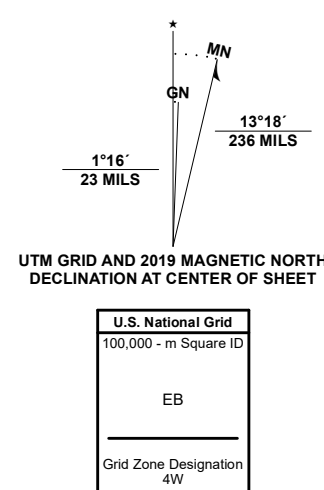 ★
MN
GN
13°18´
236 MILS
1°16´
23 MILS
UTM GRID AND 2019 MAGNETIC NORTH
DECLINATION AT CENTER OF SHEET
U.S. National Grid
100,000 - m Square ID
EB
Grid Zone Designation
4W